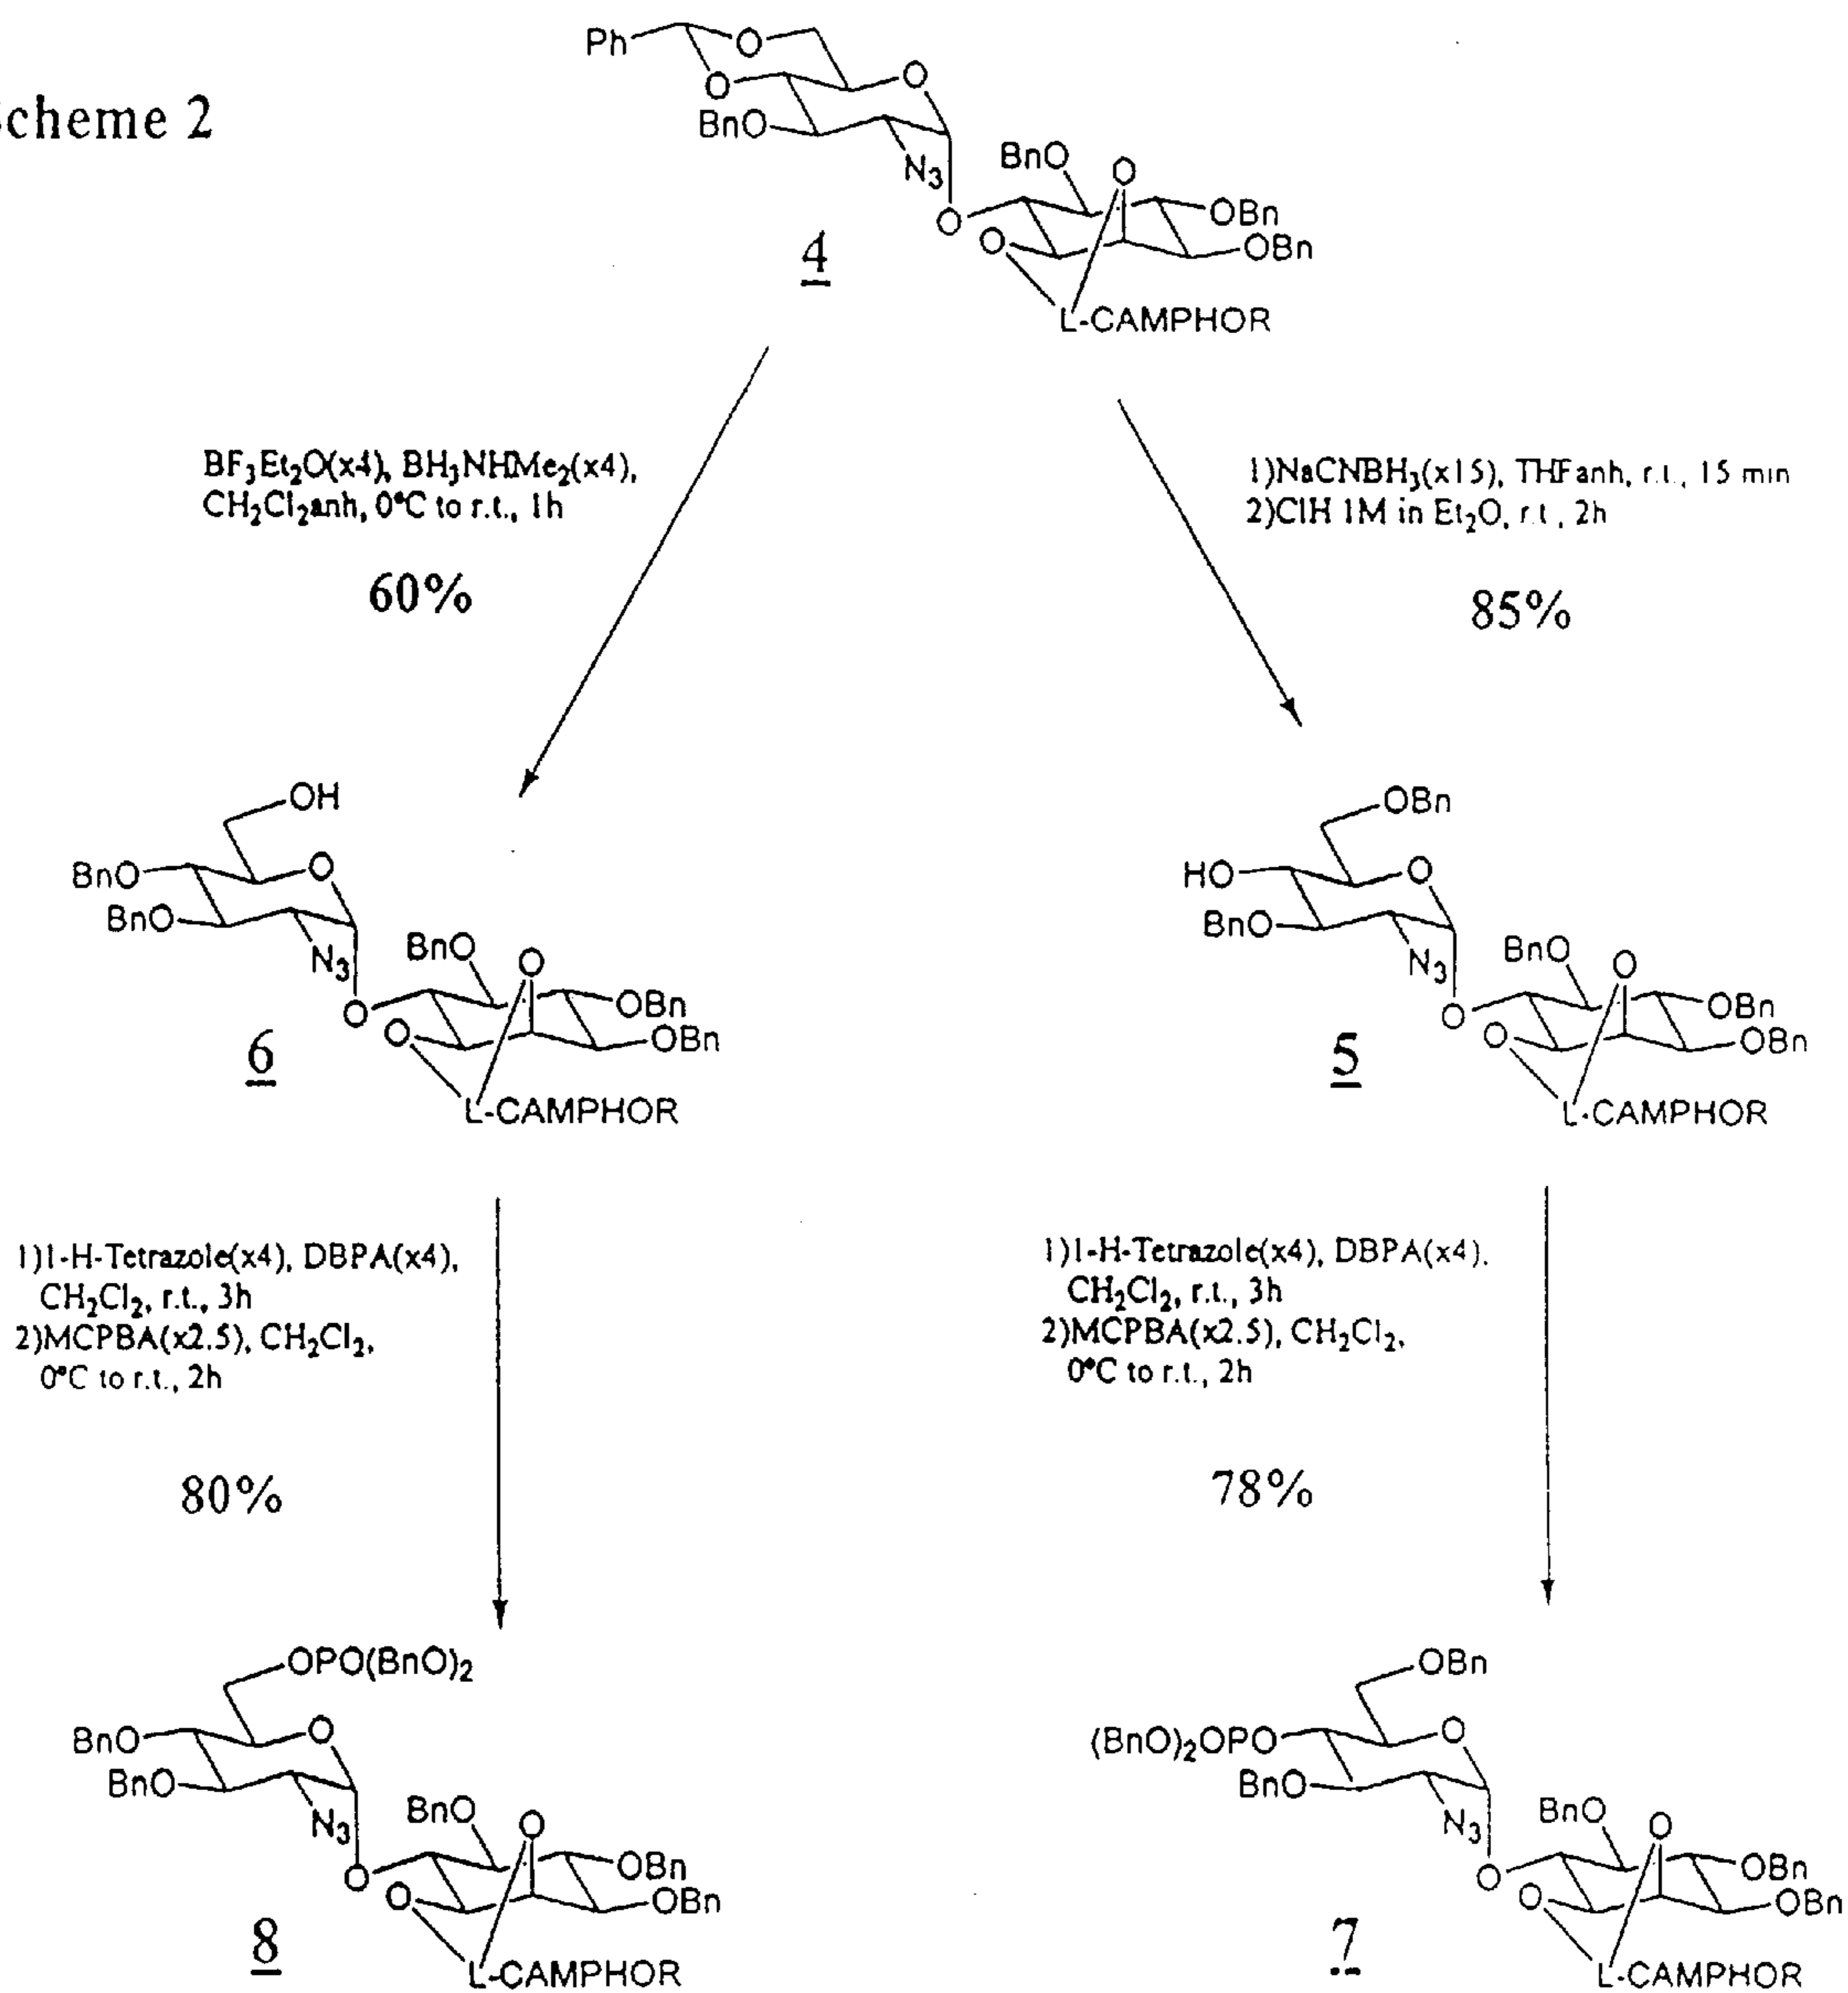 cheme 2
Ph
O
O
O
BnO
N3
O
BnO
O
O
OBn
OBn
4
L-CAMPHOR
BF3Et2O(x4), BH3NHMe2(x4),
CH2Cl2anh, 0°C to r.t., 1h
60%
1)NaCNBH3(x15), THFanh, r.t., 15 min
2)ClH 1M in Et2O, r.t, 2h
85%
OH
BnO
O
BnO
N3
O
BnO
O
O
OBn
OBn
6
L-CAMPHOR
OBn
HO
O
BnO
N3
O
BnO
O
O
OBn
OBn
5
L-CAMPHOR
1)1-H-Tetrazole(x4), DBPA(x4),
CH2Cl2, r.t., 3h
2)MCPBA(x2.5), CH2Cl2,
0°C to r.t., 2h
80%
1)1-H-Tetrazole(x4), DBPA(x4).
CH2Cl2, r.t., 3h
2)MCPBA(x2.5), CH2Cl2,
0°C to r.t., 2h
78%
OPO(BnO)2
BnO
O
BnO
N3
O
BnO
O
O
OBn
OBn
8
L-CAMPHOR
OBn
(BnO)2OPO
O
BnO
N3
O
BnO
O
O
OBn
OBn
7
L-CAMPHOR